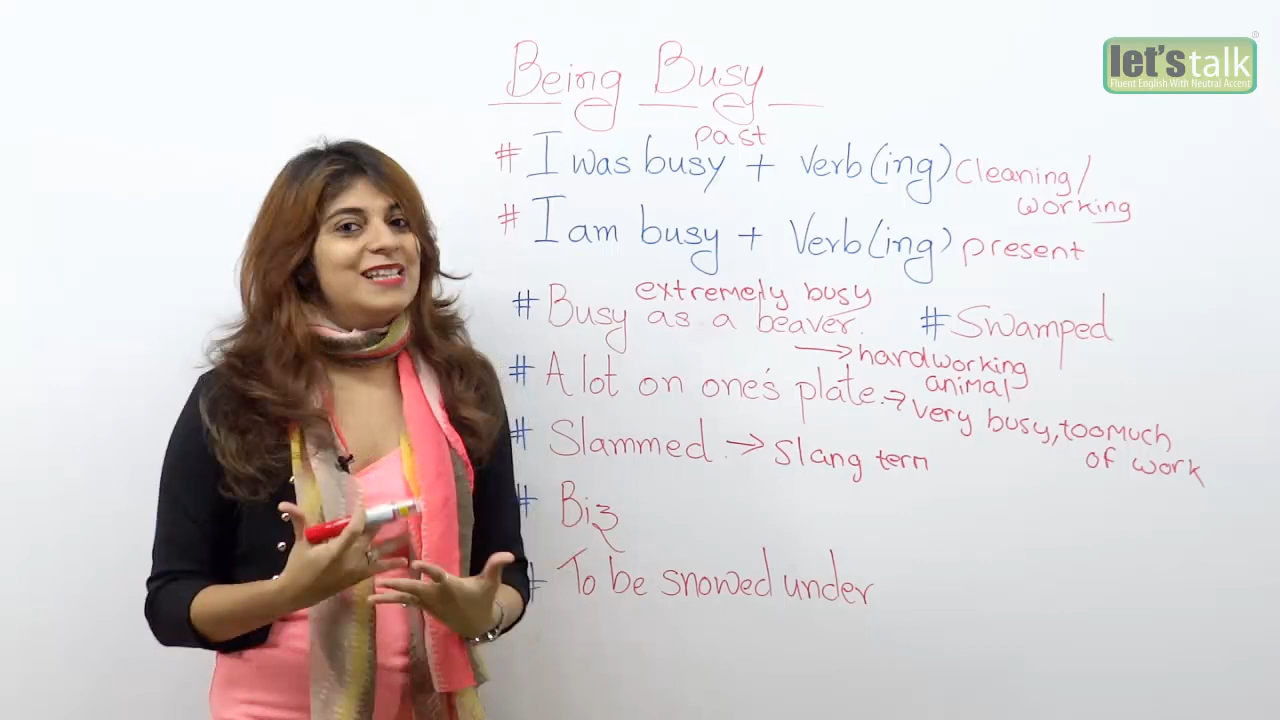 let's talk ®
Fluent English With Neutral Accent
Being Busy
past
# I was busy + verb(ing) Cleaning/
working
# I am busy + Verb(ing) present
extremely busy
# Busy as a beaver. # Swamped
→ hardworking
animal
# A lot on one's plate. → very busy, too much
of work
# Slammed. → slang term
# Biz
# To be snowed under